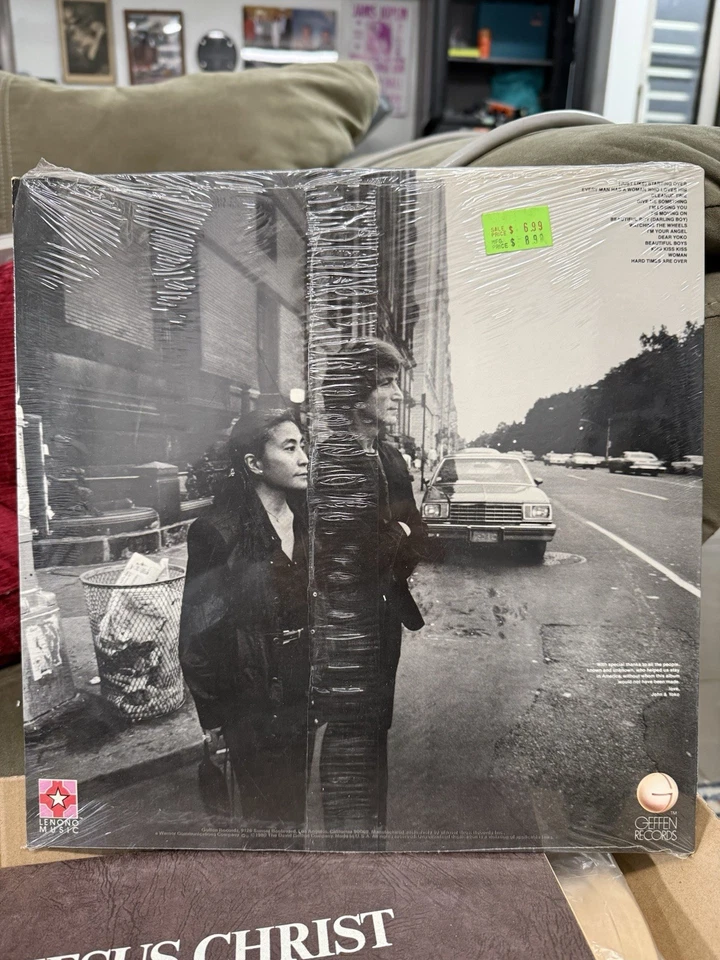 JANIS JOPLIN
(JUST LIKE) STARTING OVER
EVERY MAN HAS A WOMAN WHO LOVES HIM
CLEANUP TIME
GIVE ME SOMETHING
I'M LOSING YOU
I'M MOVING ON
BEAUTIFUL BOY (DARLING BOY)
WATCHING THE WHEELS
I'M YOUR ANGEL
DEAR YOKO
BEAUTIFUL BOYS
KISS KISS KISS
WOMAN
HARD TIMES ARE OVER
SALE PRICE $ 6.99
MFG. PRICE $ 8.98
With special thanks to all the people,
known and unknown, who helped us stay
in America, without whom this album
would not have been made.
love,
John & Yoko
LENONO
MUSIC
GEFFEN
RECORDS
JESUS CHRIST